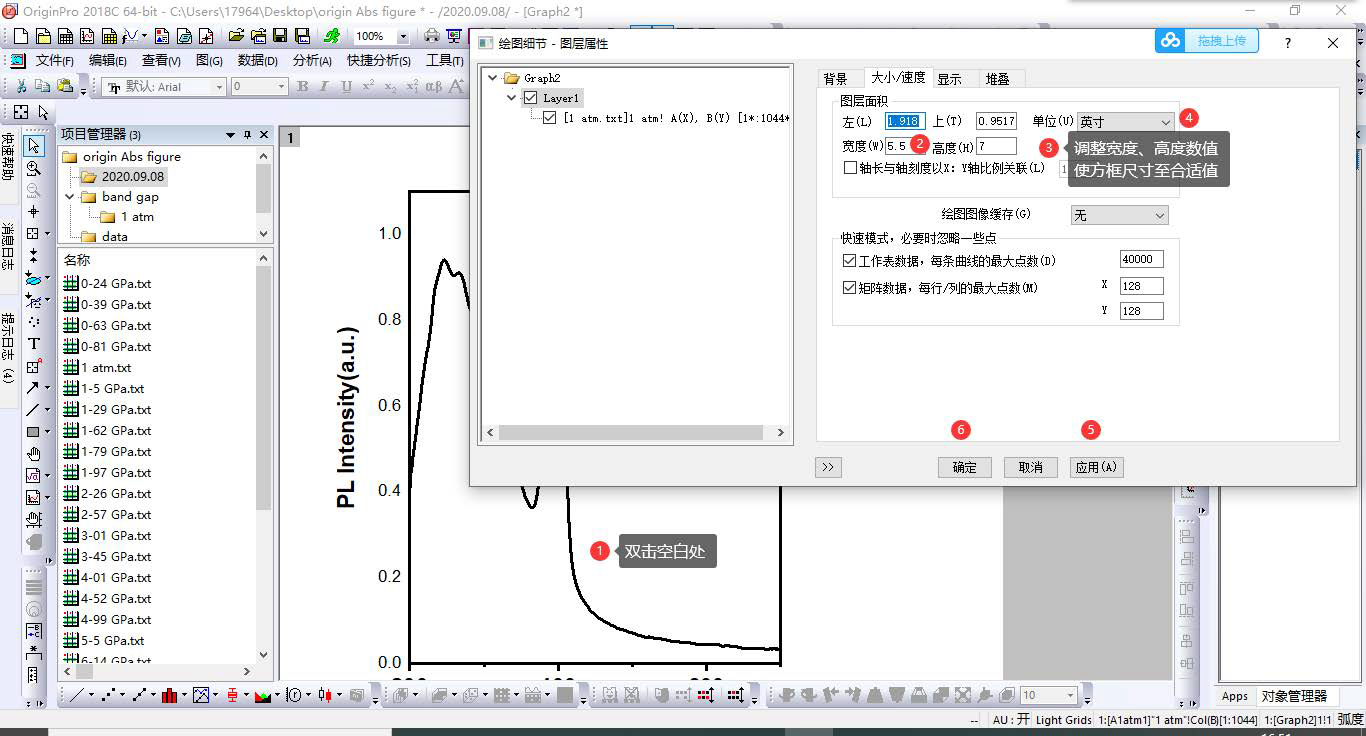 OriginPro 2018C 64-bit - C:\Users\17964\Desktop\origin Abs figure * - /2020.09.08/ - [Graph2 *]
100%
文件(F) 编辑(E) 查看(V) 图(G) 数据(D) 分析(A) 快捷分析(S) 工具(T)
默认: Arial 0 B I U x² x₂ αβ A
快速帮助
消息日志
提示日志 (4)
项目管理器 (3)
origin Abs figure
2020.09.08
band gap
1 atm
data
名称
0-24 GPa.txt
0-39 GPa.txt
0-63 GPa.txt
0-81 GPa.txt
1 atm.txt
1-5 GPa.txt
1-29 GPa.txt
1-62 GPa.txt
1-79 GPa.txt
1-97 GPa.txt
2-26 GPa.txt
2-57 GPa.txt
3-01 GPa.txt
3-45 GPa.txt
4-01 GPa.txt
4-52 GPa.txt
4-99 GPa.txt
5-5 GPa.txt
6-14 GPa.txt
1
1.0
0.8
0.6
0.4
0.2
0.0
PL Intensity(a.u.)
1 双击空白处
绘图细节 - 图层属性
拖拽上传
?
Graph2
Layer1
[1 atm.txt]1 atm! A(X), B(Y) [1*:1044*
背景 大小/速度 显示 堆叠
图层面积
左(L) 1.918 上(T) 0.9517 单位(U) 英寸 4
宽度(W) 5.5 2 高度(H) 7
3 调整宽度、高度数值
使方框尺寸至合适值
轴长与轴刻度以X: Y轴比例关联(L) 1
绘图图像缓存(G) 无
快速模式，必要时忽略一些点
工作表数据，每条曲线的最大点数(D) 40000
矩阵数据，每行/列的最大点数(M) X 128
Y 128
6 5
>> 确定 取消 应用(A)
10
Apps 对象管理器
-- AU : 开 Light Grids 1:[A1atm1]"1 atm"!Col(B)[1:1044] 1:[Graph2]1!1 弧度